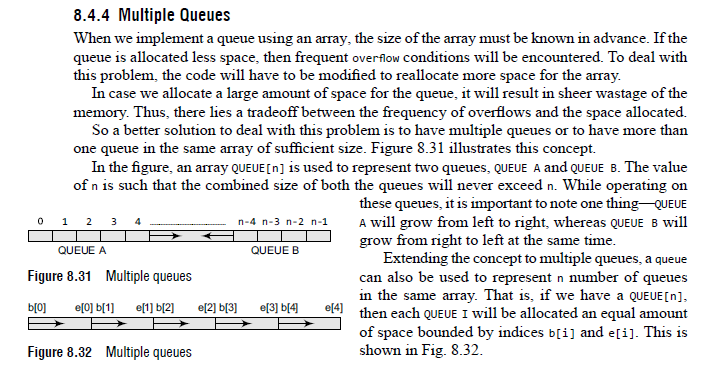 8.4.4 Multiple Queues
When we implement a queue using an array, the size of the array must be known in advance. If the
queue is allocated less space, then frequent overflow conditions will be encountered. To deal with
this problem, the code will have to be modified to reallocate more space for the array.
In case we allocate a large amount of space for the queue, it will result in sheer wastage of the
memory. Thus, there lies a tradeoff between the frequency of overflows and the space allocated.
So a better solution to deal with this problem is to have multiple queues or to have more than
one queue in the same array of sufficient size. Figure 8.31 illustrates this concept.
In the figure, an array QUEUE[n] is used to represent two queues, QUEUE A and QUEUE B. The value
of n is such that the combined size of both the queues will never exceed n. While operating on
these queues, it is important to note one thing—QUEUE
A will grow from left to right, whereas QUEUE B will
grow from right to left at the same time.
Extending the concept to multiple queues, a queue
can also be used to represent n number of queues
in the same array. That is, if we have a QUEUE[n],
then each QUEUE I will be allocated an equal amount
of space bounded by indices b[i] and e[i]. This is
shown in Fig. 8.32.
0 1 2 3 4 .................... n-4 n-3 n-2 n-1
QUEUE A QUEUE B
Figure 8.31 Multiple queues
b[0] e[0] b[1] e[1] b[2] e[2] b[3] e[3] b[4] e[4]
Figure 8.32 Multiple queues